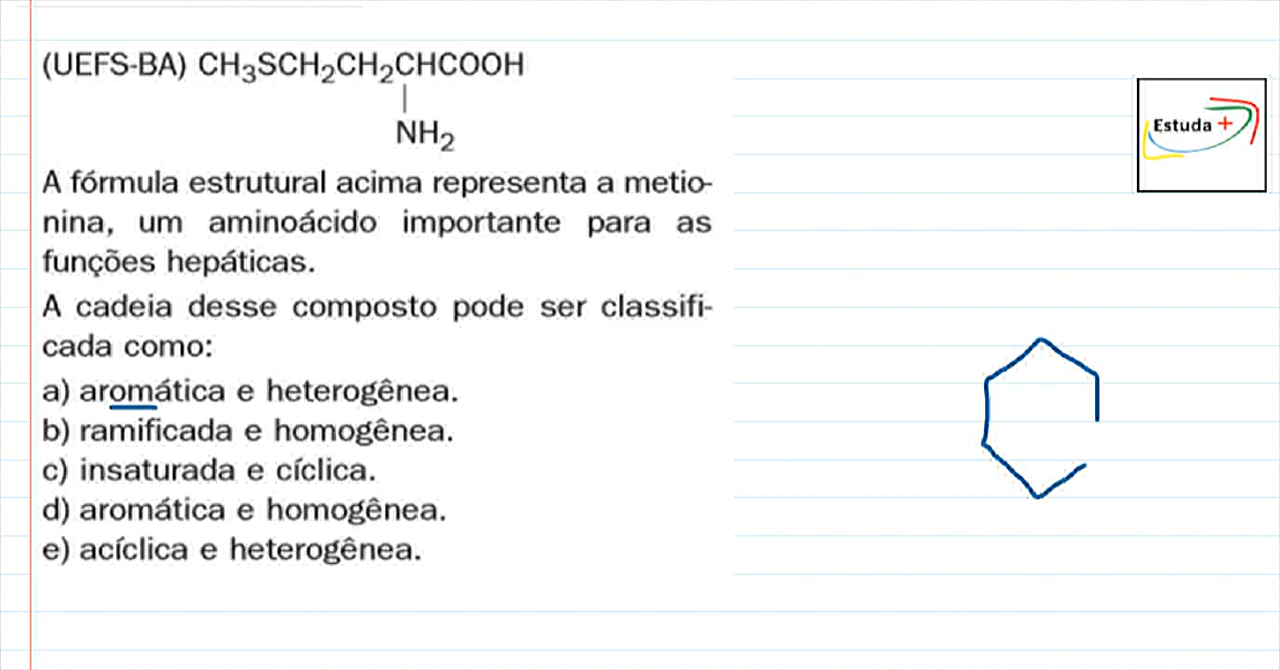 (UEFS-BA) CH₃SCH₂CH₂CHCOOH
|
NH₂
Estuda +
A fórmula estrutural acima representa a metio-
nina, um aminoácido importante para as
funções hepáticas.
A cadeia desse composto pode ser classifi-
cada como:
a) aromática e heterogênea.
b) ramificada e homogênea.
c) insaturada e cíclica.
d) aromática e homogênea.
e) acíclica e heterogênea.